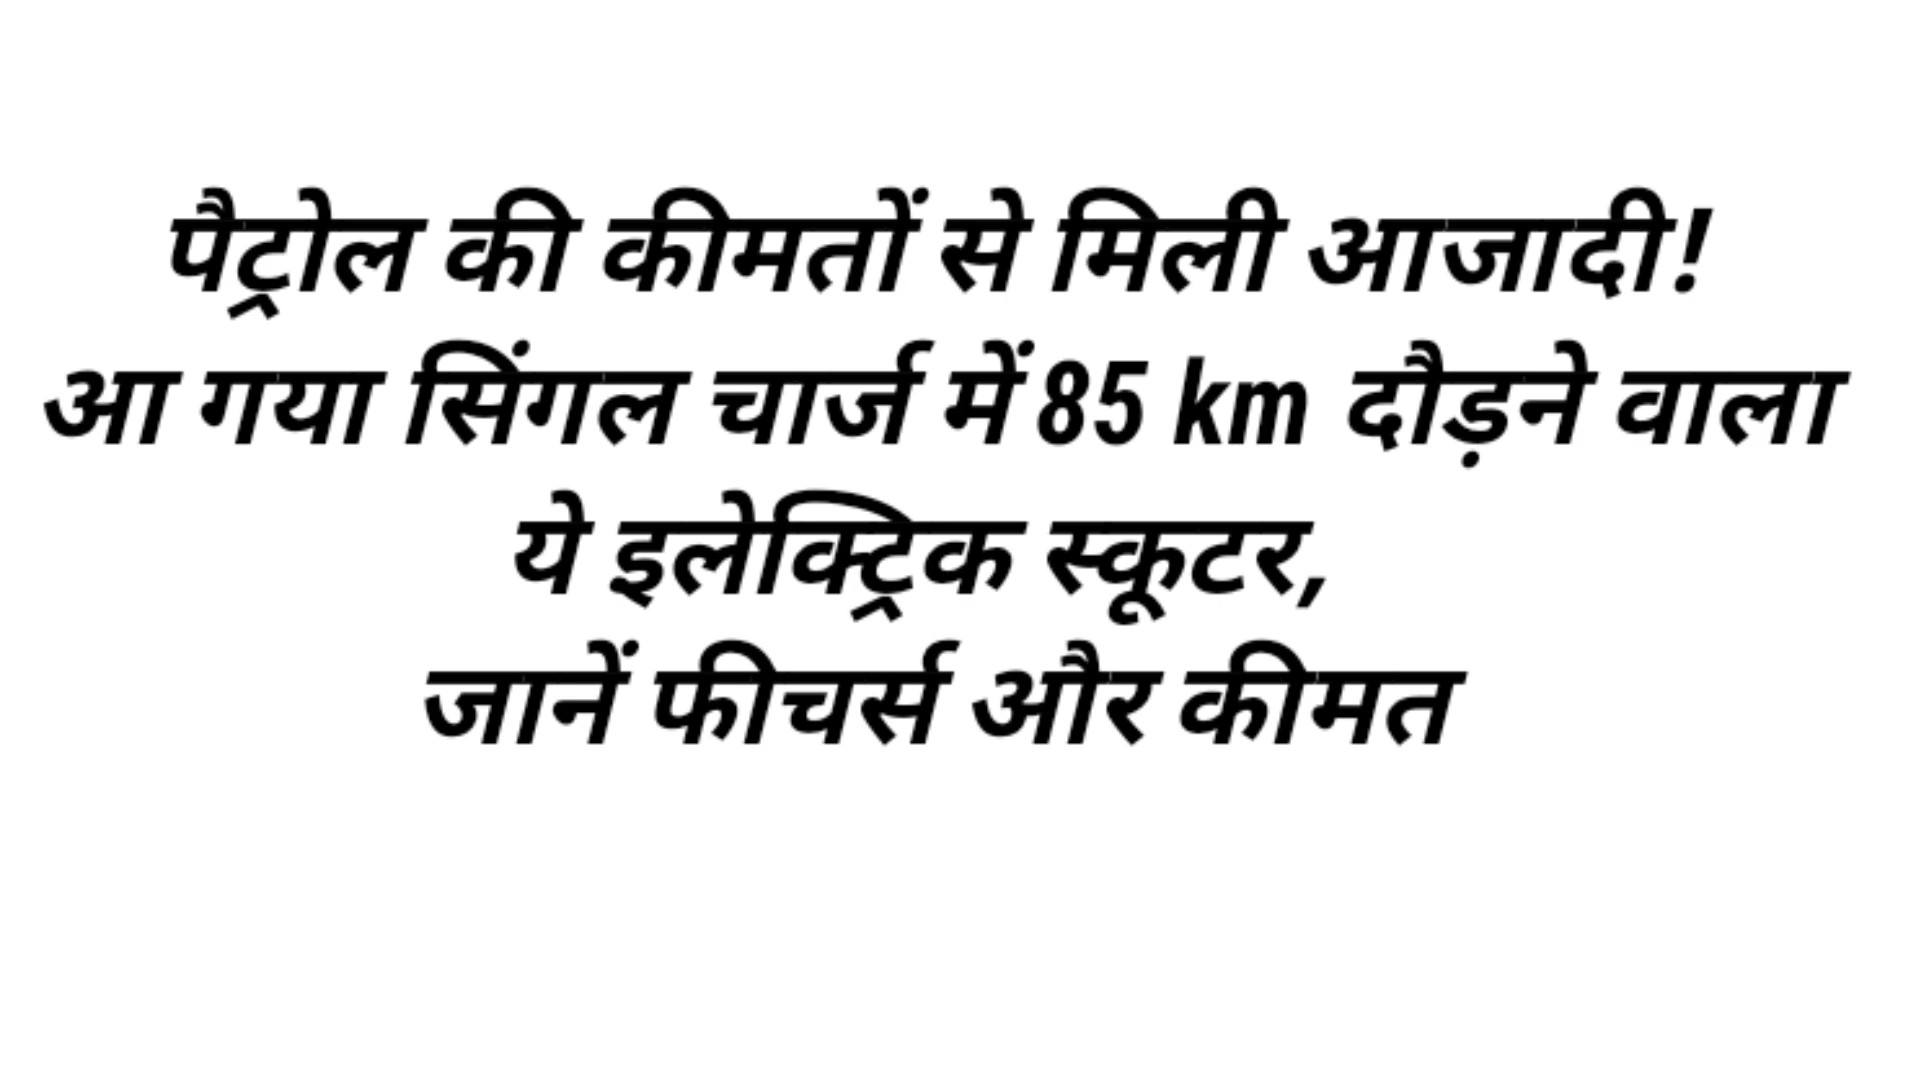 पैट्रोल की कीमतों से मिली आजादी!
आ गया सिंगल चार्ज में 85 km दौड़ने वाला
ये इलेक्ट्रिक स्कूटर,
जानें फीचर्स और कीमत